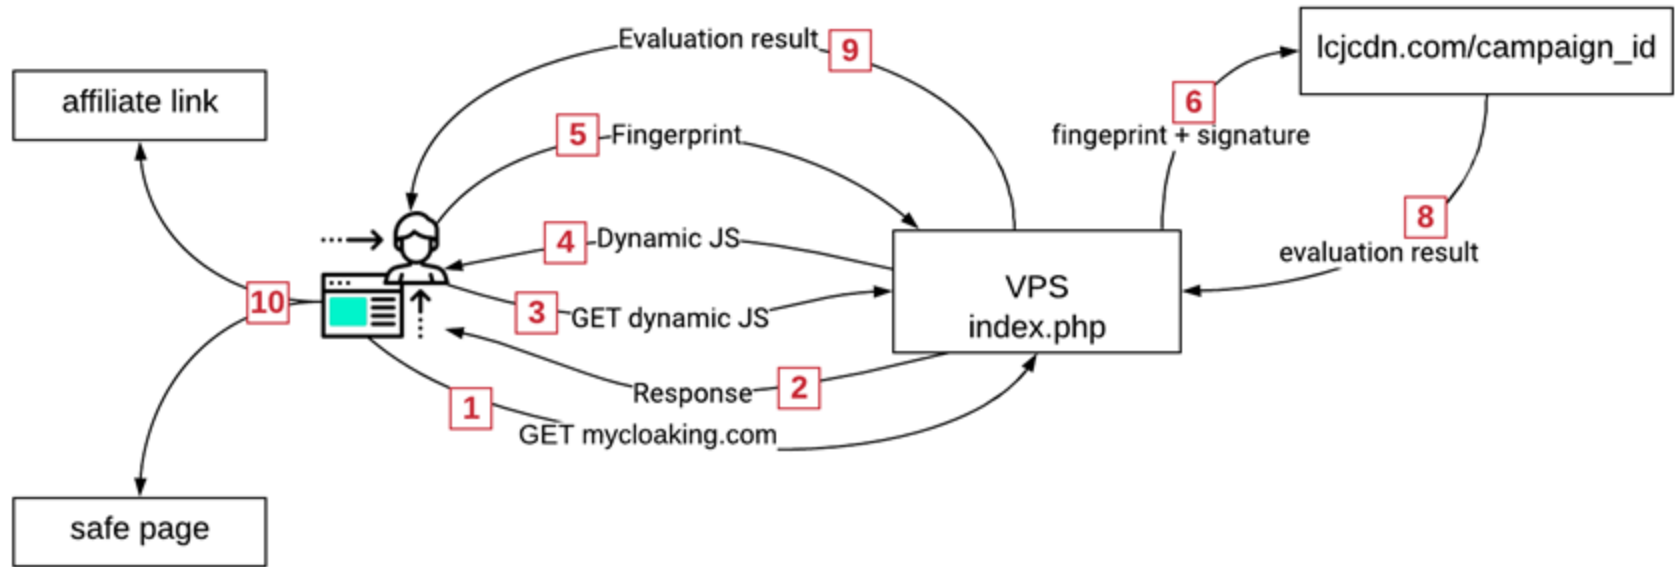 Evaluation result
9
lcjcdn.com/campaign_id
affiliate link
6
5
Fingerprint
fingeprint + signature
8
4
Dynamic JS
evaluation result
10
3
GET dynamic JS
VPS
index.php
Response
2
1
GET mycloaking.com
safe page